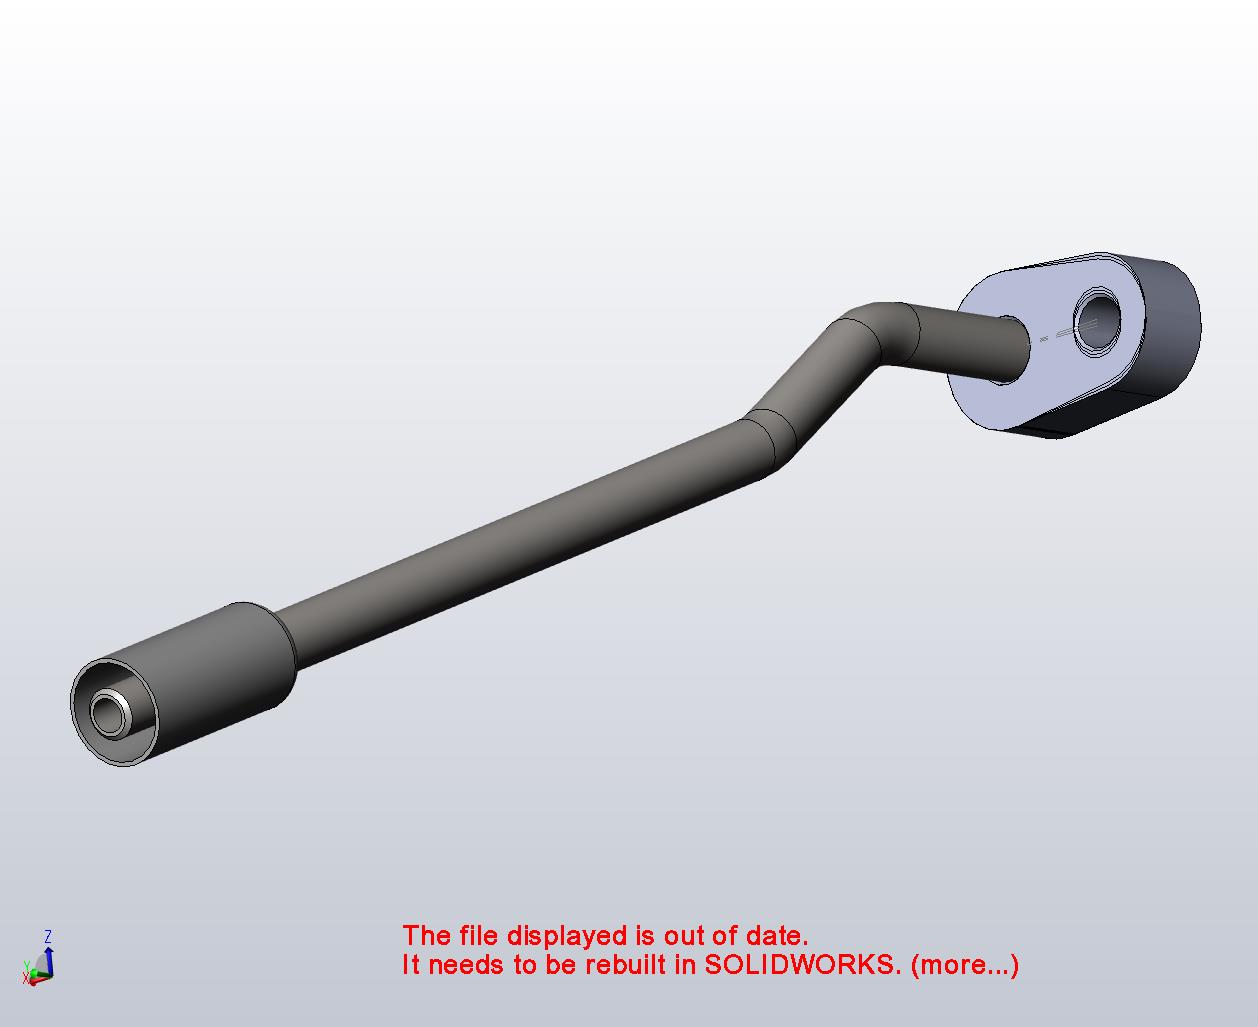 The file displayed is out of date.
It needs to be rebuilt in SOLIDWORKS. (more...)
Z
Y
X